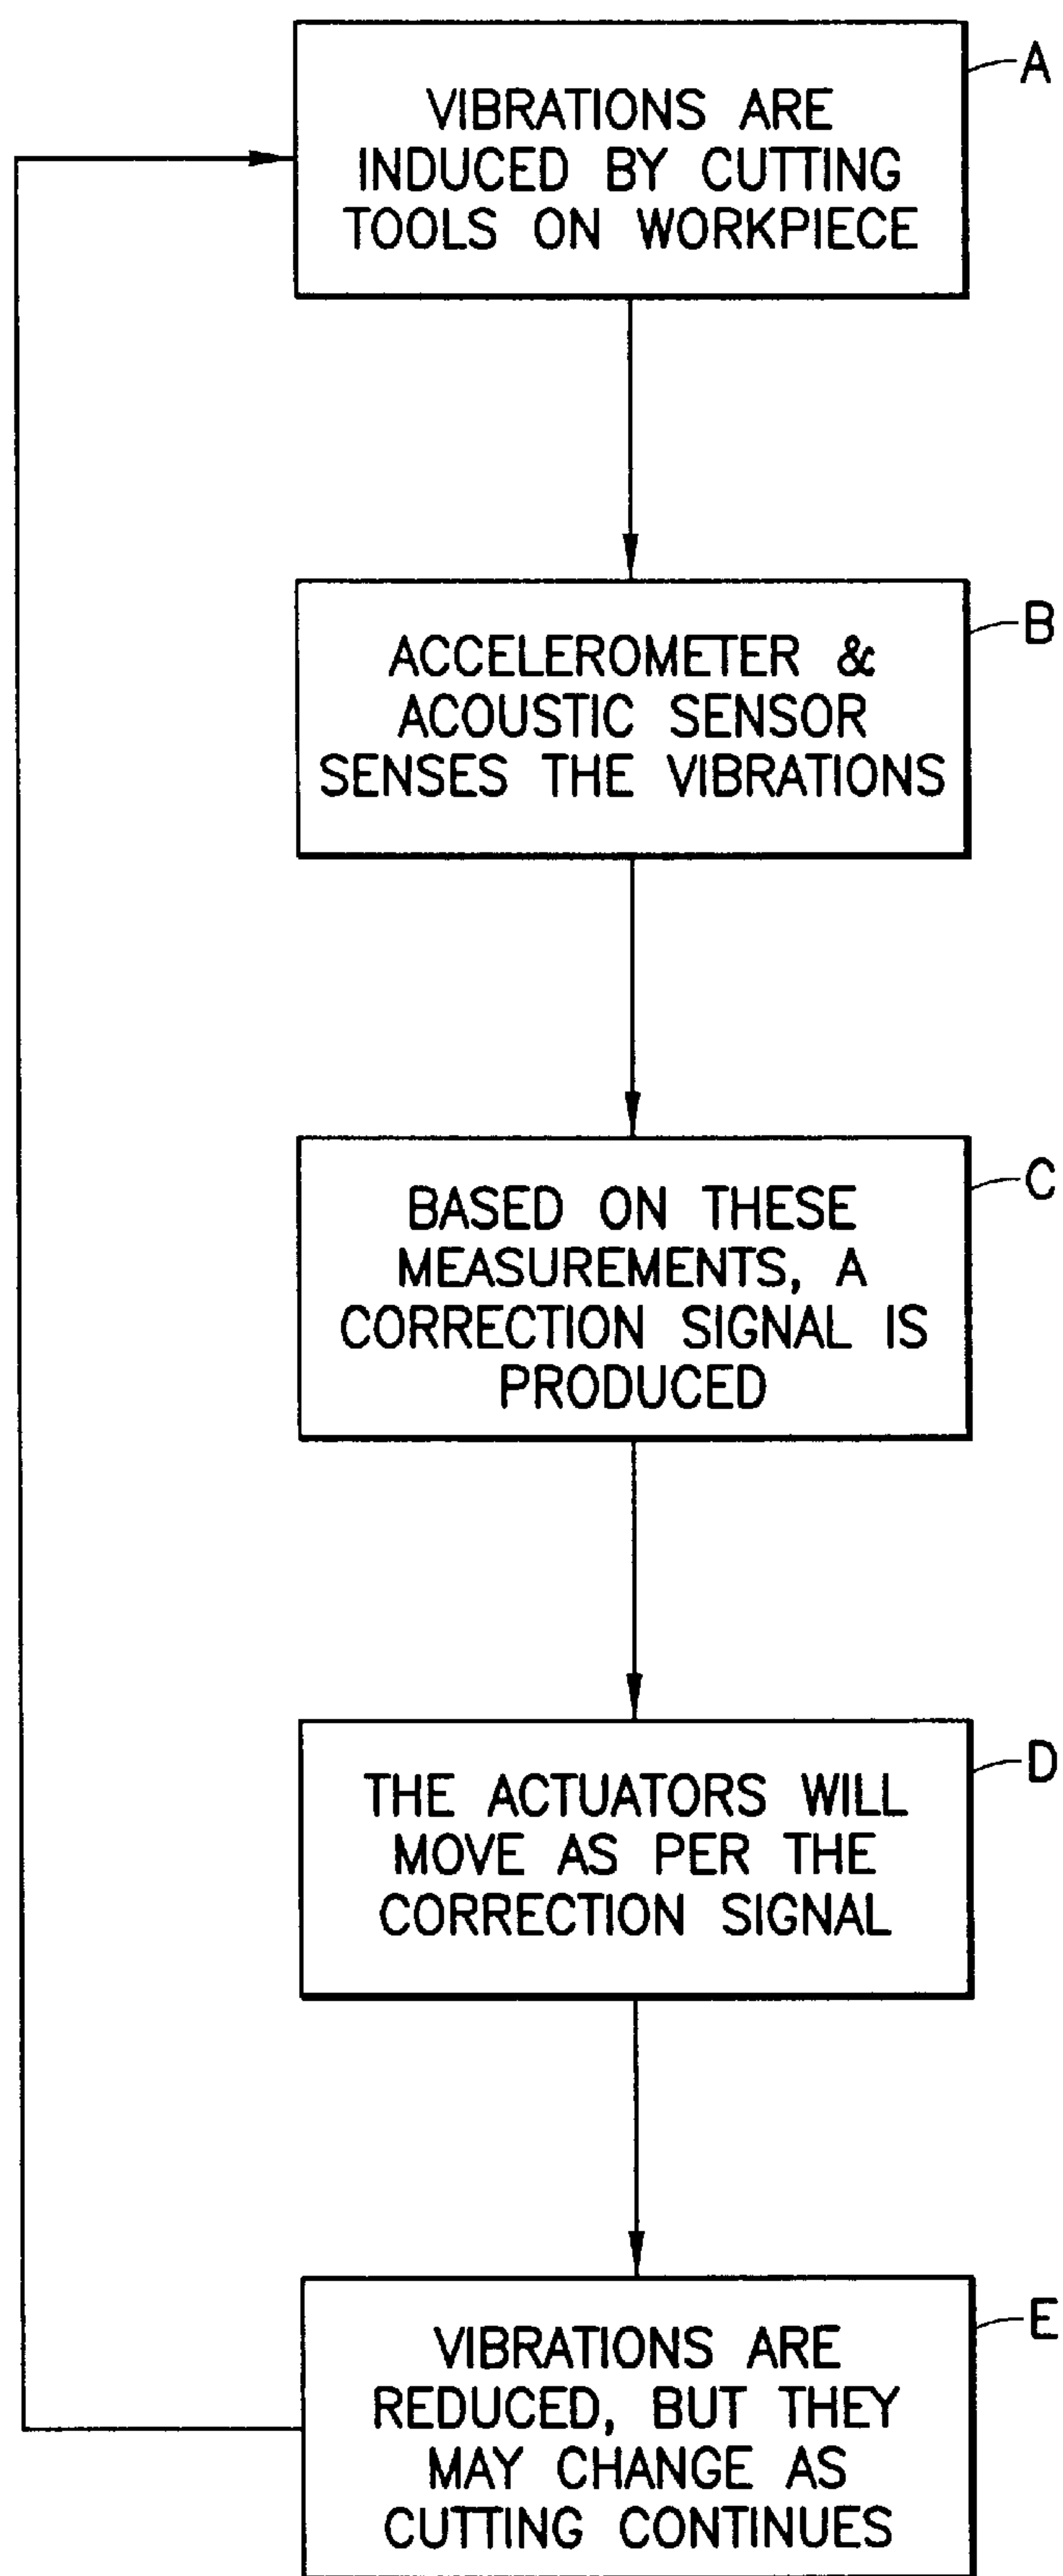 A
VIBRATIONS ARE
INDUCED BY CUTTING
TOOLS ON WORKPIECE
B
ACCELEROMETER &
ACOUSTIC SENSOR
SENSES THE VIBRATIONS
C
BASED ON THESE
MEASUREMENTS, A
CORRECTION SIGNAL IS
PRODUCED
D
THE ACTUATORS WILL
MOVE AS PER THE
CORRECTION SIGNAL
E
VIBRATIONS ARE
REDUCED, BUT THEY
MAY CHANGE AS
CUTTING CONTINUES